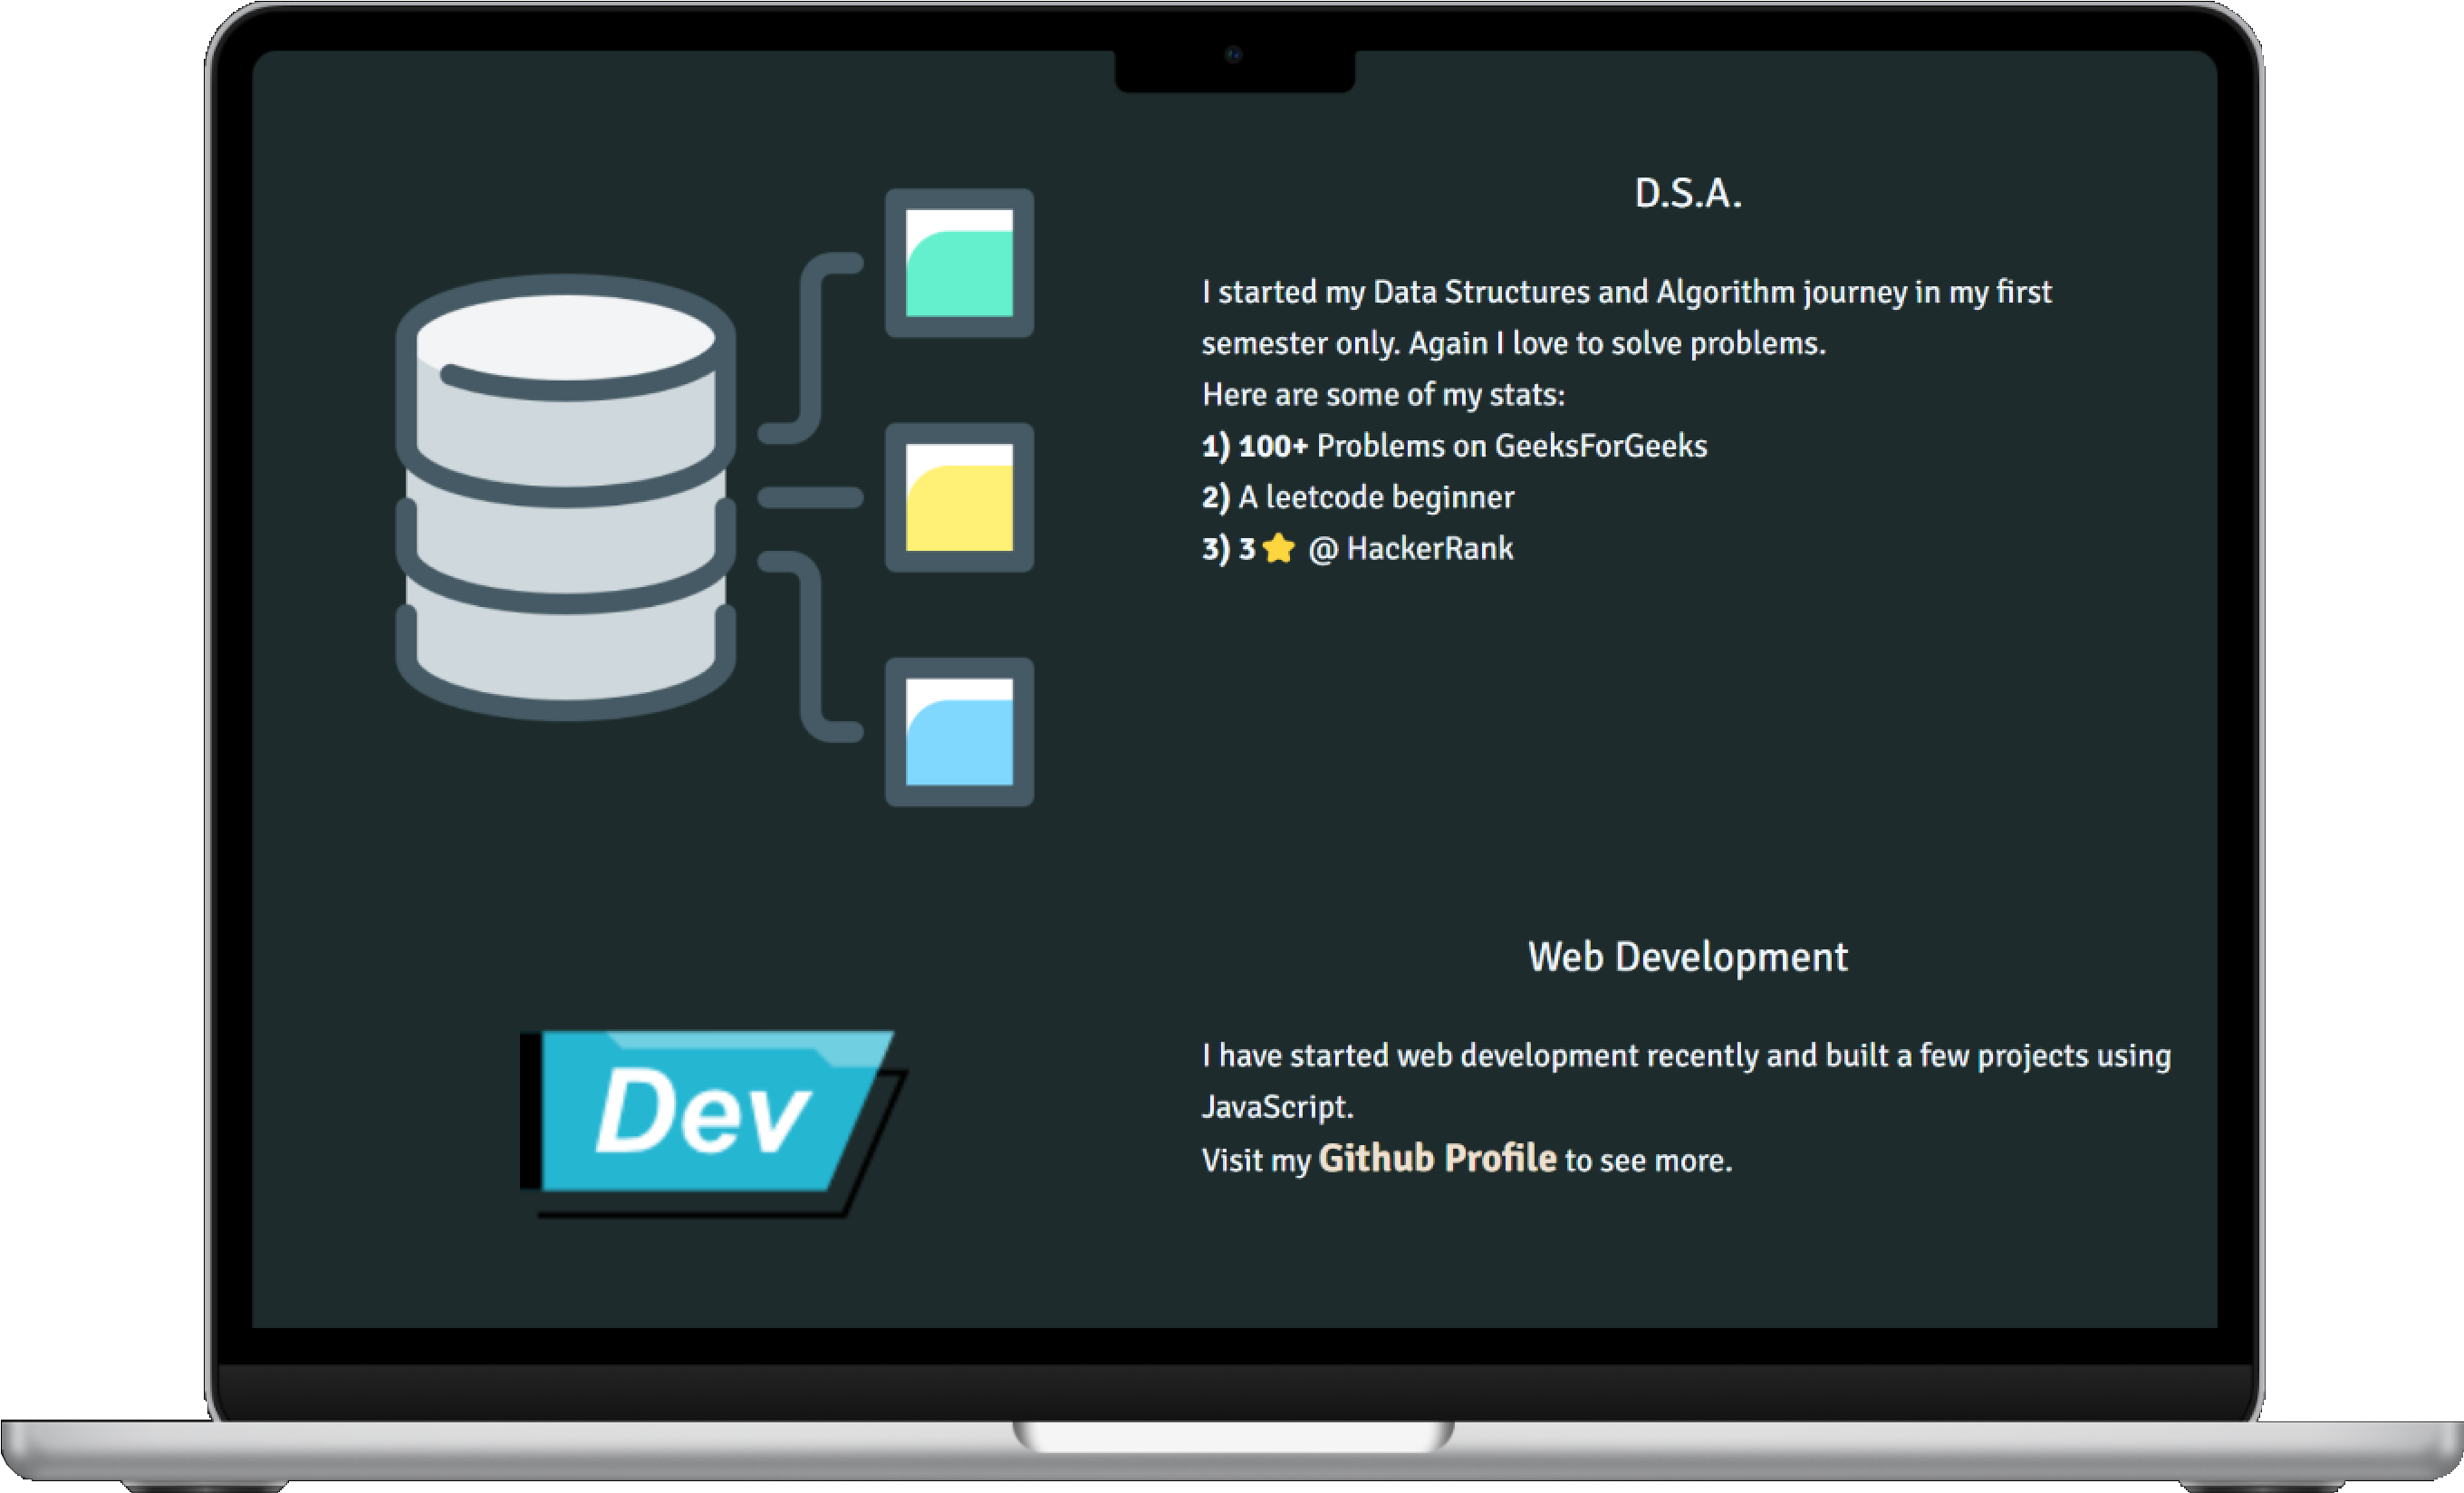 D.S.A.
I started my Data Structures and Algorithm journey in my first
semester only. Again I love to solve problems.
Here are some of my stats:
1) 100+ Problems on GeeksForGeeks
2) A leetcode beginner
3) 3⭐ @ HackerRank
Dev
Web Development
I have started web development recently and built a few projects using
JavaScript.
Visit my Github Profile to see more.